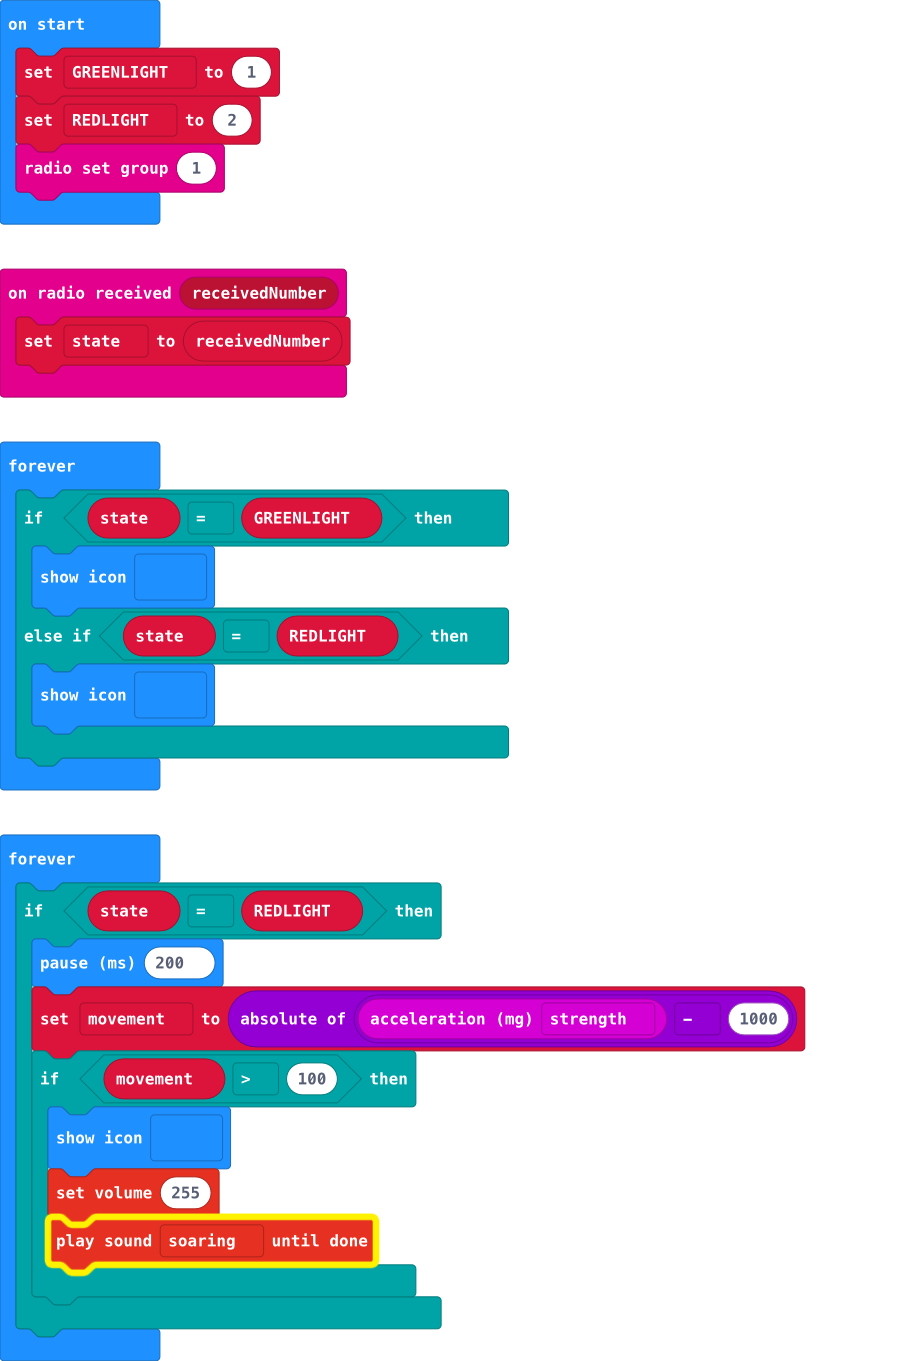 on start
set GREENLIGHT to 1
set REDLIGHT to 2
radio set group 1
on radio received receivedNumber
set state to receivedNumber
forever
if state = GREENLIGHT then
show icon
else if state = REDLIGHT then
show icon
forever
if state = REDLIGHT then
pause (ms) 200
set movement to absolute of acceleration (mg) strength - 1000
if movement > 100 then
show icon
set volume 255
play sound soaring until done